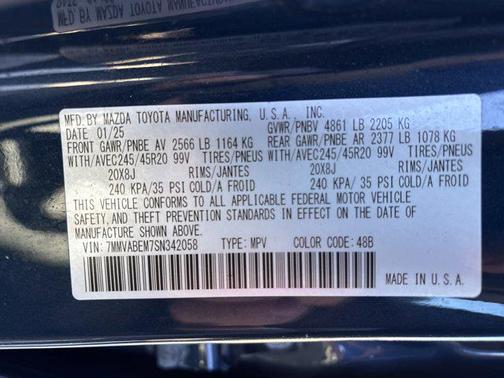 MFD. BY MAZDA TOYOTA MANUFACTURING, U.S.A., INC.
DATE 01/25 GVWR/PNBV 4861 LB 2205 KG
FRONT GAWR/PNBE AV 2566 LB 1164 KG REAR GAWR/PNBE AR 2377 LB 1078 KG
WITH/AVEC245/45R20 99V TIRES/PNEUS WITH/AVEC245/45R20 99V TIRES/PNEUS
20X8J RIMS/JANTES 20X8J RIMS/JANTES
240 KPA/35 PSI COLD/A FROID 240 KPA/35 PSI COLD/A FROID
THIS VEHICLE CONFORMS TO ALL APPLICABLE FEDERAL MOTOR VEHICLE
SAFETY, AND THEFT PREVENTION STANDARDS IN EFFECT ON THE DATE OF
MANUFACTURE SHOWN ABOVE.
VIN: 7MMVABEM7SN342058 TYPE: MPV COLOR CODE: 48B
MADE IN U.S.A.